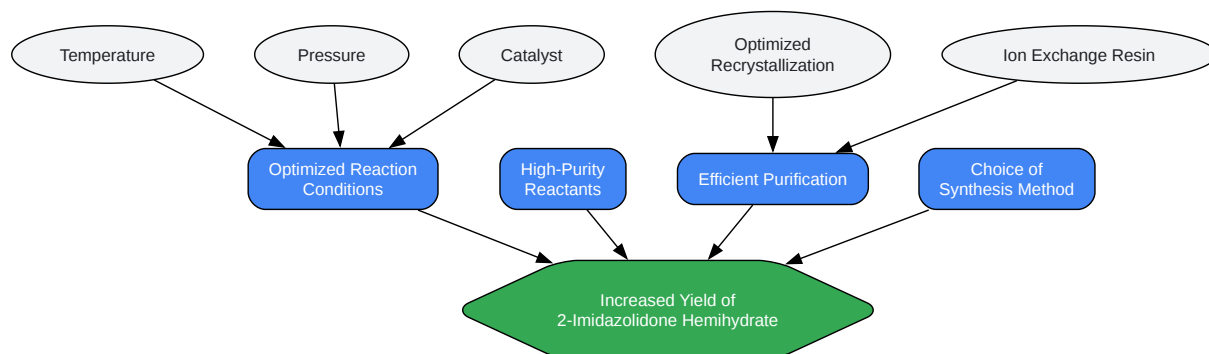 Temperature
Pressure
Catalyst
Optimized
Recrystallization
Ion Exchange Resin
Optimized Reaction
Conditions
High-Purity
Reactants
Efficient Purification
Choice of
Synthesis Method
Increased Yield of
2-Imidazolidone Hemihydrate